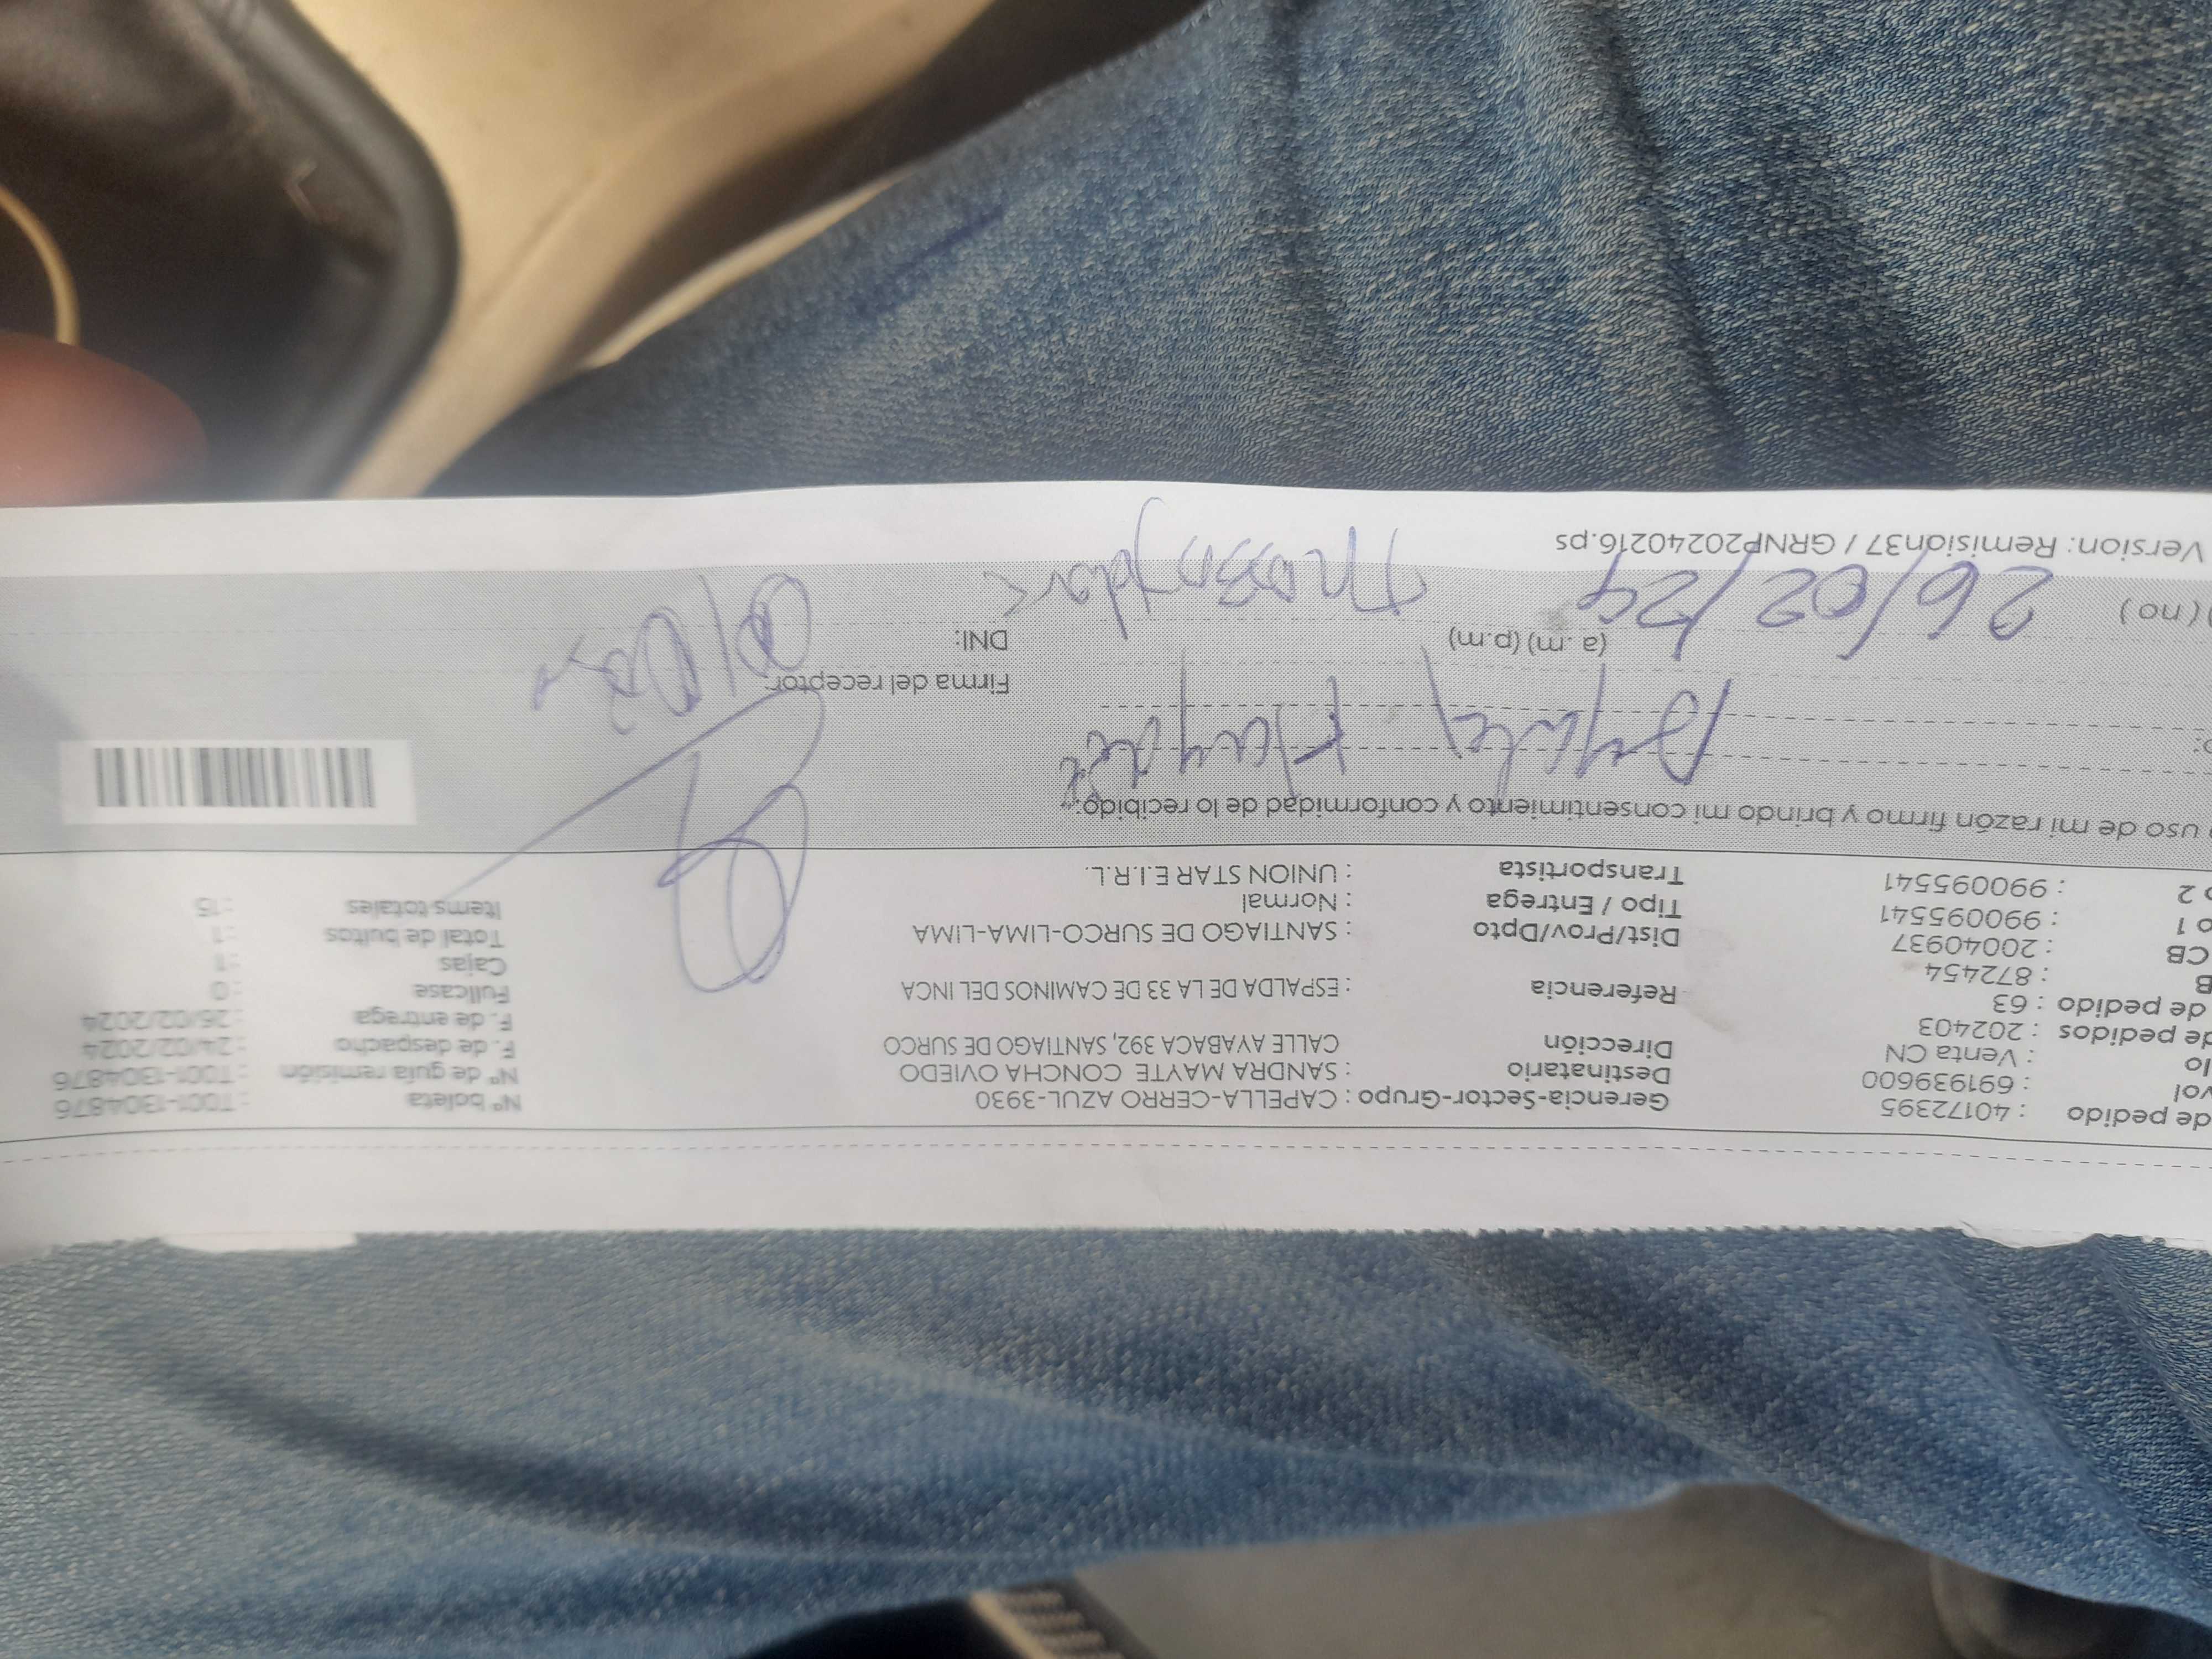 de pedido : 40172395 Gerencia-Sector-Grupo : CAPELLA-CERRO AZUL-3930 Nº boleta : T001-1304876
vol : 691939600 Destinatario : SANDRA MAYTE CONCHA OVIEDO Nº de guía remisión : T001-1304876
lo : Venta CN Dirección CALLE AYABACA 392, SANTIAGO DE SURCO F. de despacho : 24/02/2024
de pedidos : 202403 F. de entrega : 26/02/2024
de pedido : 63 Referencia : ESPALDA DE LA 33 DE CAMINOS DEL INCA Fullcase : 0
B : 872454 Cajas : 1
CB : 20040937 Dist/Prov/Dpto : SANTIAGO DE SURCO-LIMA-LIMA Total de bultos : 1
o 1 : 990095541 Tipo / Entrega : Normal Items totales : 15
o 2 : 990095541 Transportista : UNION STAR E.I.R.L.
uso de mi razón firmo y brindo mi consentimiento y conformidad de lo recibido:
o:
Firma del receptor:
(a. m) (p.m) DNI:
) ( no ) 26/02/24
Version: Remision37 / GRNP20240216.ps